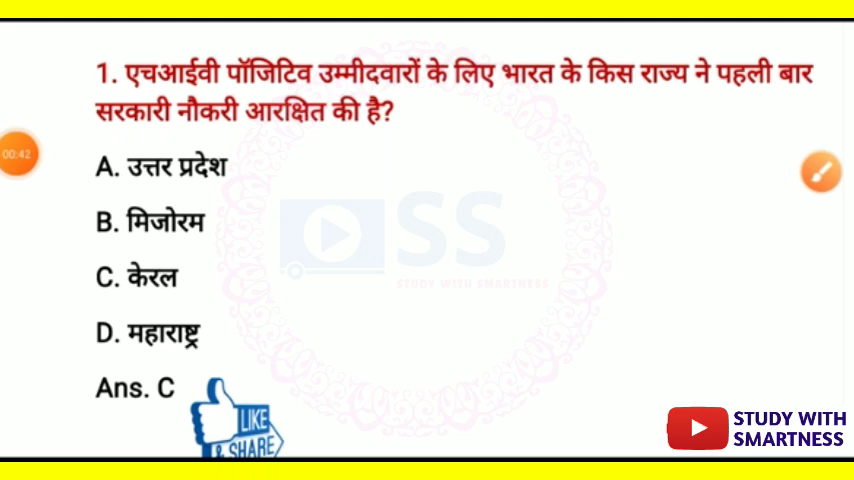 1. एचआईवी पॉजिटिव उम्मीदवारों के लिए भारत के किस राज्य ने पहली बार
सरकारी नौकरी आरक्षित की है?
00:42
A. उत्तर प्रदेश
B. मिजोरम
SS
STUDY WITH SMARTNESS
C. केरल
D. महाराष्ट्र
Ans. C
LIKE
& SHARE
STUDY WITH
SMARTNESS